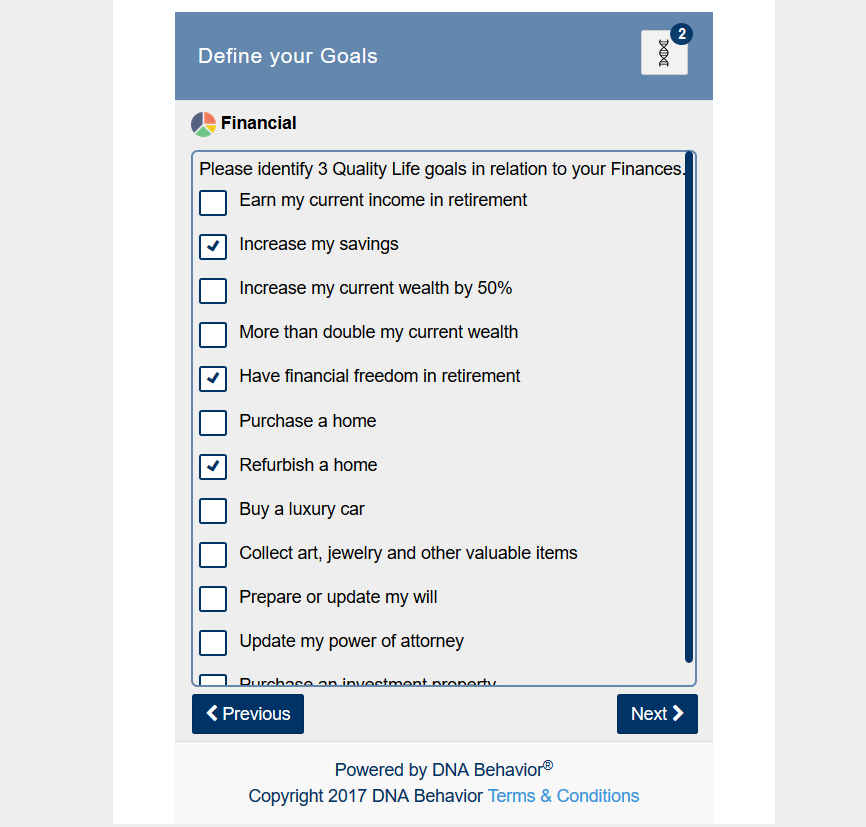 Define your Goals
2
Financial
Please identify 3 Quality Life goals in relation to your Finances.
Earn my current income in retirement
Increase my savings
Increase my current wealth by 50%
More than double my current wealth
Have financial freedom in retirement
Purchase a home
Refurbish a home
Buy a luxury car
Collect art, jewelry and other valuable items
Prepare or update my will
Update my power of attorney
Purchase an investment property
Previous
Next
Powered by DNA Behavior®
Copyright 2017 DNA Behavior Terms & Conditions